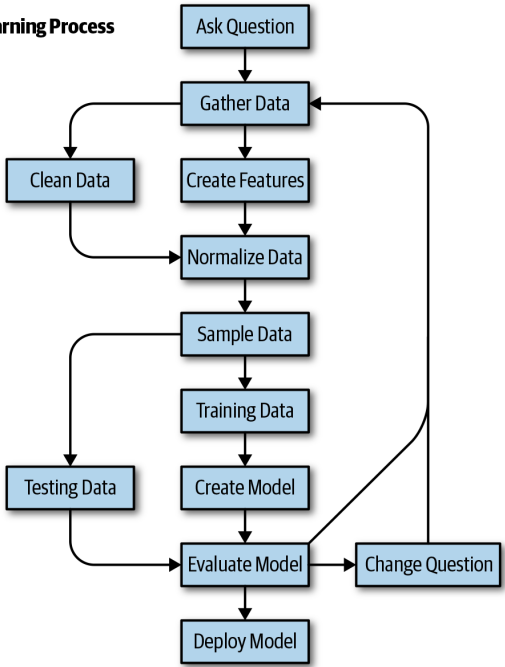 arning Process
Ask Question
Gather Data
Clean Data
Create Features
Normalize Data
Sample Data
Training Data
Testing Data
Create Model
Evaluate Model
Change Question
Deploy Model